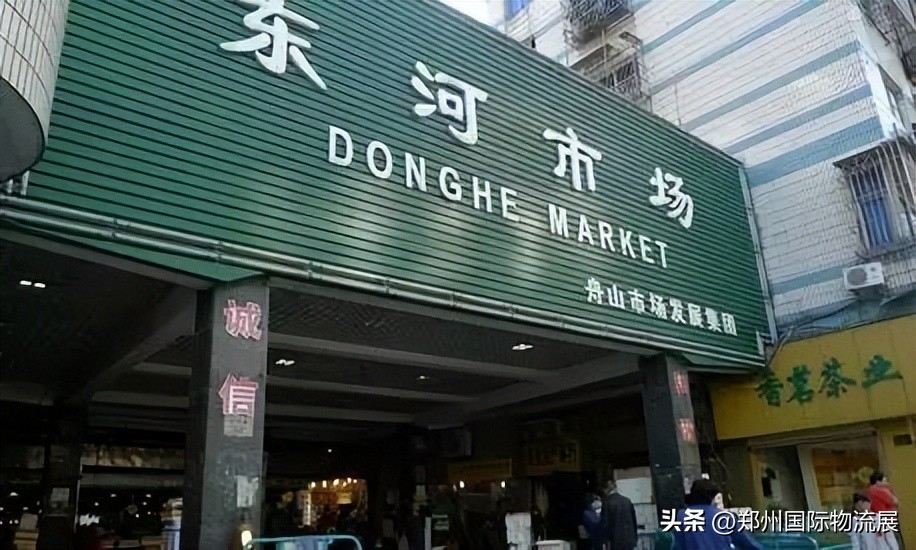 东河市场
DONGHE MARKET
舟山市场发展集团
诚信
香茗茶业
头条 @郑州国际物流展